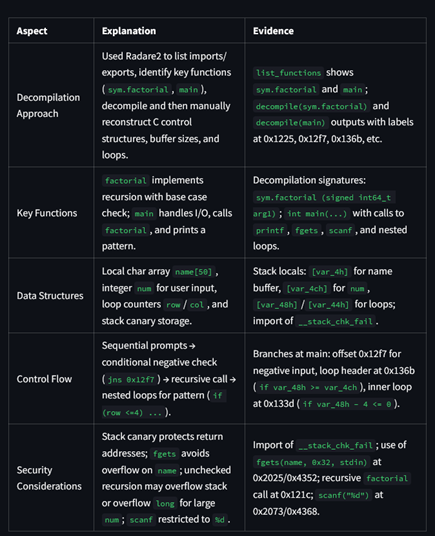 Aspect Explanation Evidence
Decompilation Approach
Used Radare2 to list imports/
exports, identify key functions
( sym.factorial , main ),
decompile and then manually
reconstruct C control
structures, buffer sizes, and
loops.
list_functions shows
sym.factorial and main ;
decompile(sym.factorial) and
decompile(main) outputs with labels
at 0x1225, 0x12f7, 0x136b, etc.
Key Functions
factorial implements
recursion with base case
check; main handles I/O, calls
factorial , and prints a
pattern.
Decompilation signatures:
sym.factorial (signed int64_t
arg1) ; int main(...) with calls to
printf , fgets , scanf , and nested
loops.
Data Structures
Local char array name[50] ,
integer num for user input,
loop counters row / col , and
stack canary storage.
Stack locals: [var_4h] for name
buffer, [var_4ch] for num ,
[var_48h] / [var_44h] for loops;
import of __stack_chk_fail .
Control Flow
Sequential prompts →
conditional negative check
( jns 0x12f7 ) → recursive call →
nested loops for pattern ( if
(row <=4) ... ).
Branches at main: offset 0x12f7 for
negative input, loop header at 0x136b
( if var_48h >= var_4ch ), inner loop
at 0x133d ( if var_48h - 4 <= 0 ).
Security
Considerations
Stack canary protects return
addresses; fgets avoids
overflow on name ; unchecked
recursion may overflow stack
or overflow long for large
num ; scanf restricted to %d .
Import of __stack_chk_fail ; use of
fgets(name, 0x32, stdin) at
0x2025/0x4352; recursive factorial
call at 0x121c; scanf("%d") at
0x2073/0x4368.